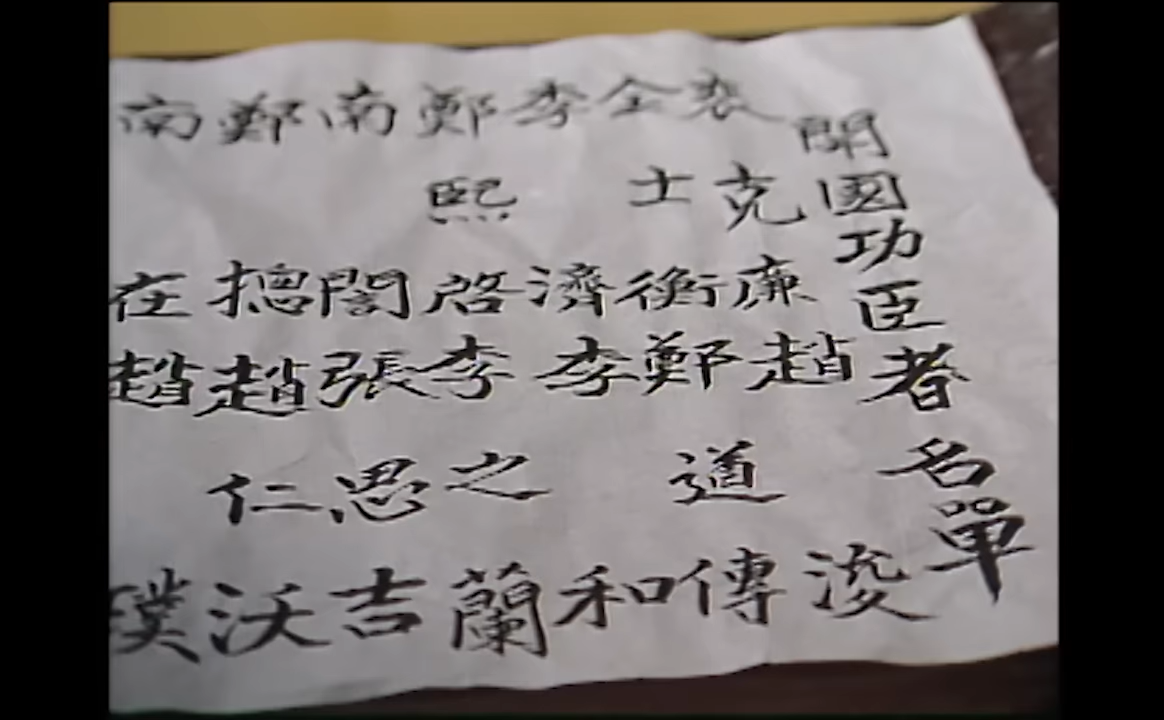 開國功臣者名單
裵克廉趙浚
全士衡鄭道傳
李濟李和
鄭熙啓李之蘭
南誾張思吉
鄭摠趙仁沃
南在趙璞